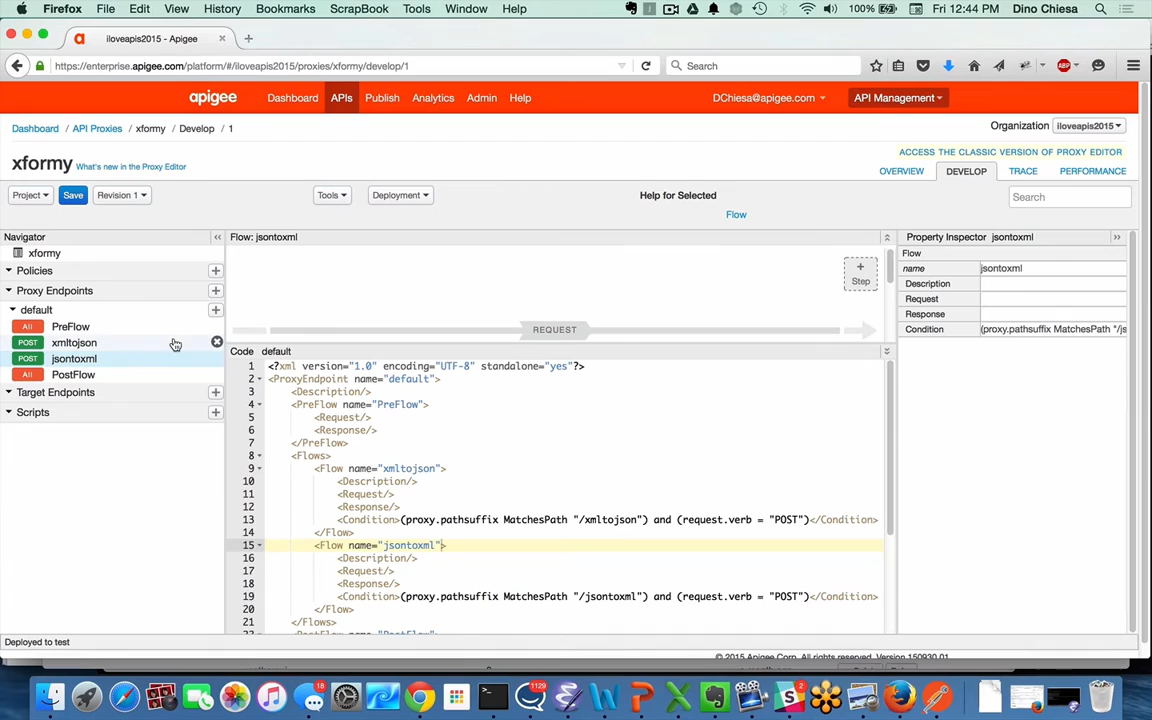 Firefox File Edit View History Bookmarks ScrapBook Tools Window Help 100% Fri 12:44 PM Dino Chiesa
iloveapis2015 - Apigee
https://enterprise.apigee.com/platform/#/iloveapis2015/proxies/xformy/develop/1 Search
apigee Dashboard APIs Publish Analytics Admin Help DChiesa@apigee.com API Management
Dashboard / API Proxies / xformy / Develop / 1 Organization iloveapis2015
ACCESS THE CLASSIC VERSION OF PROXY EDITOR
xformy What's new in the Proxy Editor
OVERVIEW DEVELOP TRACE PERFORMANCE
Project Save Revision 1 Tools Deployment Help for Selected Search
Flow
Navigator Flow: jsontoxml Property Inspector jsontoxml
xformy
Flow
Policies
name jsontoxml
+ Step
Description
Proxy Endpoints
Request
default
Response
All PreFlow
REQUEST
Condition (proxy.pathsuffix MatchesPath "/js
POST xmltojson
Code default
POST jsontoxml
All PostFlow
Target Endpoints
Scripts
1 <?xml version="1.0" encoding="UTF-8" standalone="yes"?>
2 <ProxyEndpoint name="default">
3 <Description/>
4 <PreFlow name="PreFlow">
5 <Request/>
6 <Response/>
7 </PreFlow>
8 <Flows>
9 <Flow name="xmltojson">
10 <Description/>
11 <Request/>
12 <Response/>
13 <Condition>(proxy.pathsuffix MatchesPath "/xmltojson") and (request.verb = "POST")</Condition>
14 </Flow>
15 <Flow name="jsontoxml">
16 <Description/>
17 <Request/>
18 <Response/>
19 <Condition>(proxy.pathsuffix MatchesPath "/jsontoxml") and (request.verb = "POST")</Condition>
20 </Flow>
21 </Flows>
Deployed to test
© 2015 Apigee Corp. All rights reserved. Version 150930.01
18
1129
2